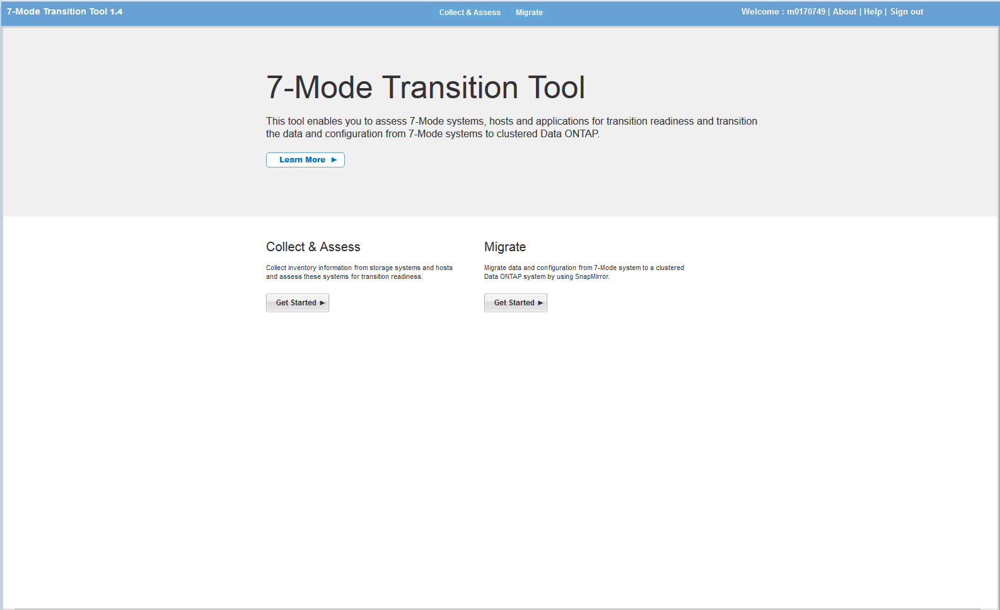 7-Mode Transition Tool 1.4
Collect & Assess Migrate
Welcome : m0170749 | About | Help | Sign out
7-Mode Transition Tool
This tool enables you to assess 7-Mode systems, hosts and applications for transition readiness and transition
the data and configuration from 7-Mode systems to clustered Data ONTAP.
Learn More ►
Collect & Assess
Collect inventory information from storage systems and hosts
and assess these systems for transition readiness.
Get Started ►
Migrate
Migrate data and configuration from 7-Mode system to a clustered
Data ONTAP system by using SnapMirror.
Get Started ►